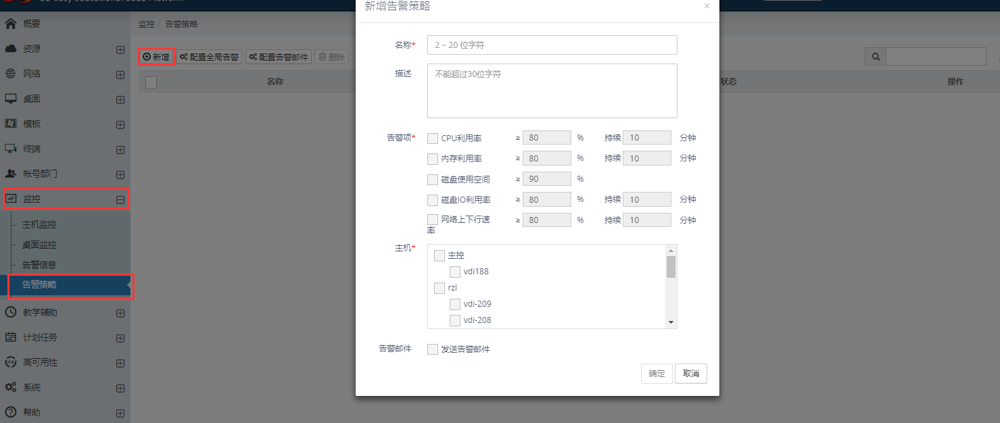 新增告警策略
×
概要
资源
网络
桌面
模板
终端
帐号部门
监控
主机监控
桌面监控
告警信息
告警策略
教学辅助
计划任务
高可用性
系统
帮助
监控 / 告警策略
新增 配置全局告警 配置告警邮件 删除
名称 状态 操作
名称* 2 ~ 20 位字符
描述 不能超过30位字符
告警项* CPU利用率 ≥ 80 % 持续 10 分钟
内存利用率 ≥ 80 % 持续 10 分钟
磁盘使用空间 ≥ 90 %
磁盘IO利用率 ≥ 80 % 持续 10 分钟
网络上下行速 ≥ 80 % 持续 10 分钟
率
主机* 主控
vdi188
rzl
vdi-209
vdi-208
告警邮件 发送告警邮件
确定 取消